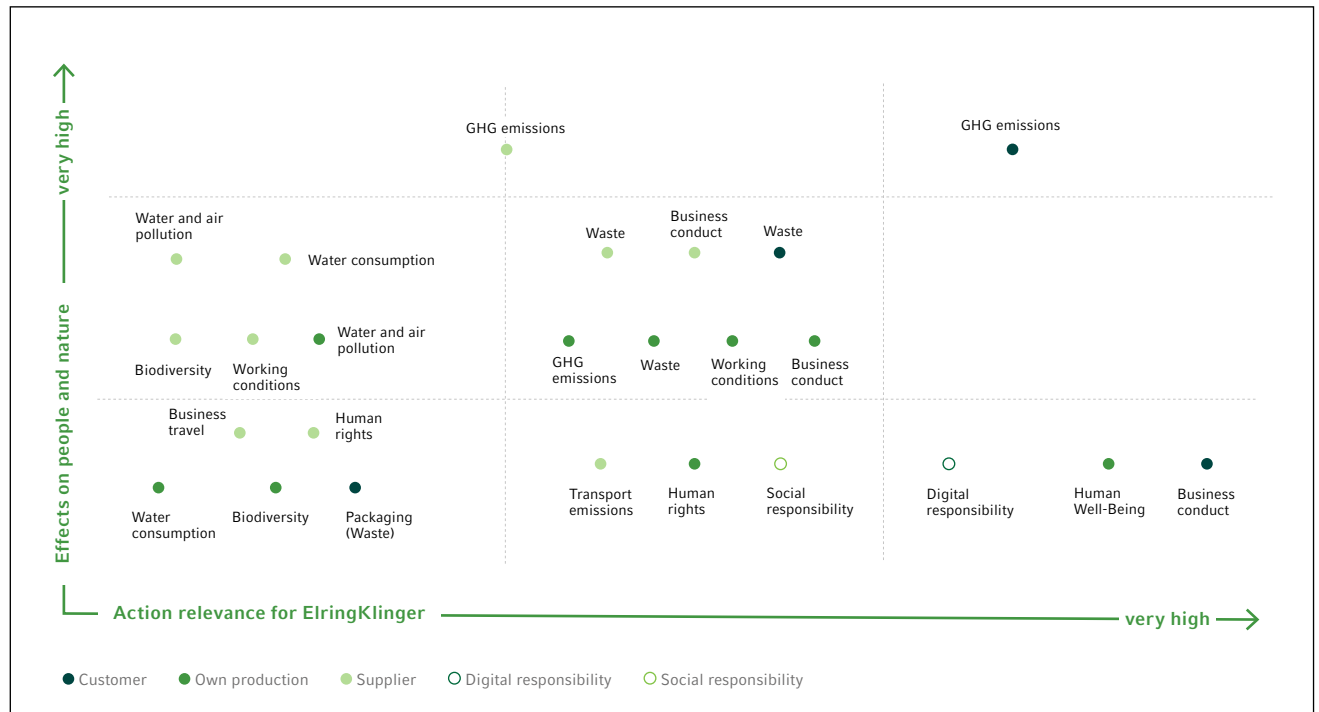 very high
Effects on people and nature
GHG emissions
GHG emissions
Water and air
pollution
Water consumption
Waste
Business
conduct
Waste
Biodiversity
Working
conditions
Water and air
pollution
GHG
emissions
Waste
Working
conditions
Business
conduct
Business
travel
Human
rights
Water
consumption
Biodiversity
Packaging
(Waste)
Transport
emissions
Human
rights
Social
responsibility
Digital
responsibility
Human
Well-Being
Business
conduct
Action relevance for ElringKlinger
very high
Customer
Own production
Supplier
Digital responsibility
Social responsibility